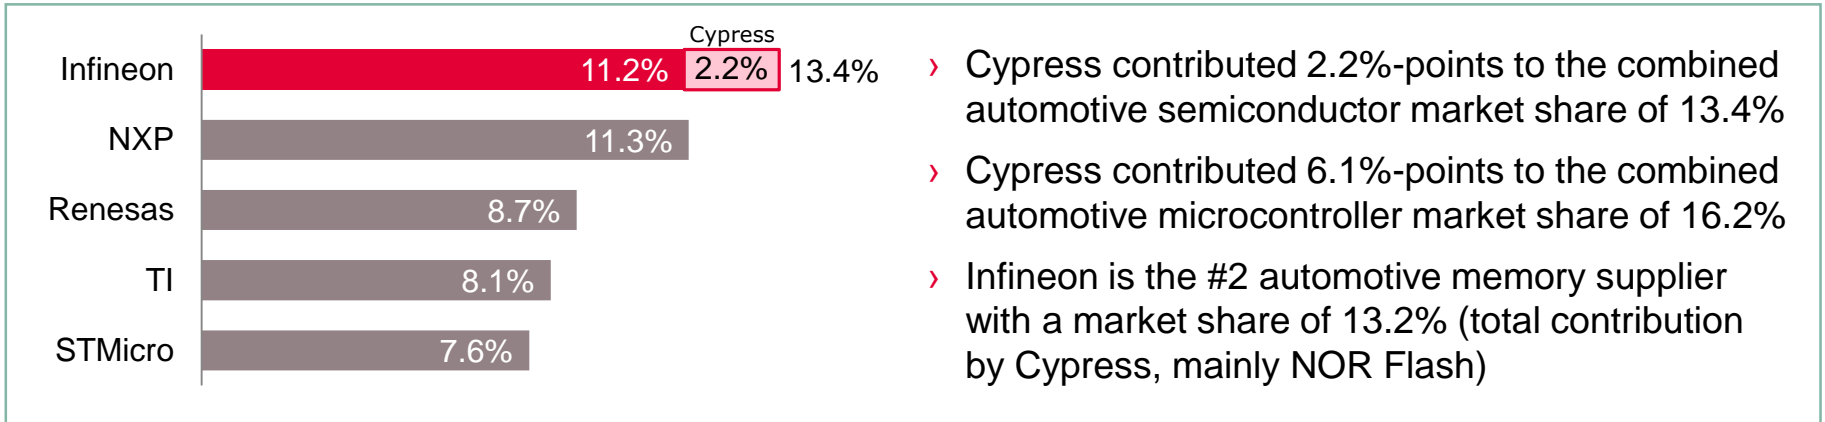 Cypress
Infineon 11.2% 2.2% 13.4%
NXP 11.3%
Renesas 8.7%
TI 8.1%
STMicro 7.6%
› Cypress contributed 2.2%-points to the combined
automotive semiconductor market share of 13.4%
› Cypress contributed 6.1%-points to the combined
automotive microcontroller market share of 16.2%
› Infineon is the #2 automotive memory supplier
with a market share of 13.2% (total contribution
by Cypress, mainly NOR Flash)